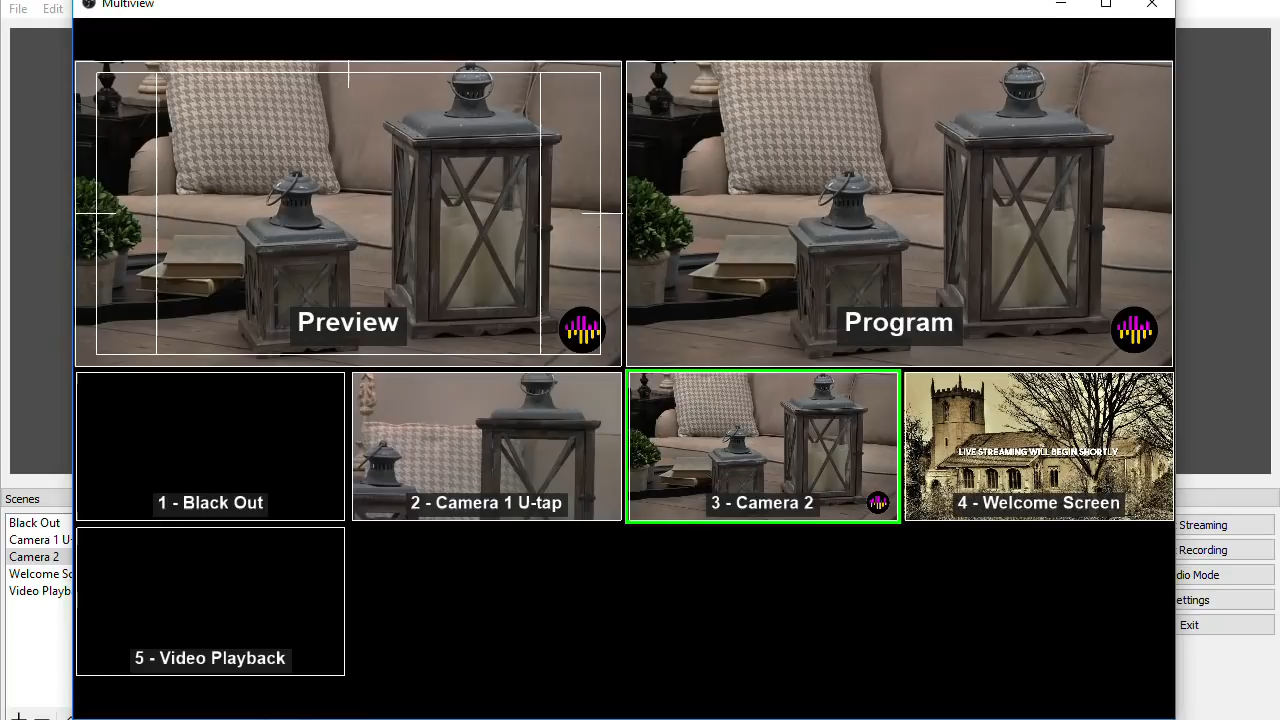 Multiview
File Edit
Preview
Program
1 - Black Out
2 - Camera 1 U-tap
3 - Camera 2
LIVE STREAMING WILL BEGIN SHORTLY
4 - Welcome Screen
5 - Video Playback
Scenes
Black Out
Camera 1 U-
Camera 2
Welcome Sc
Video Playb
Streaming
Recording
dio Mode
ettings
Exit